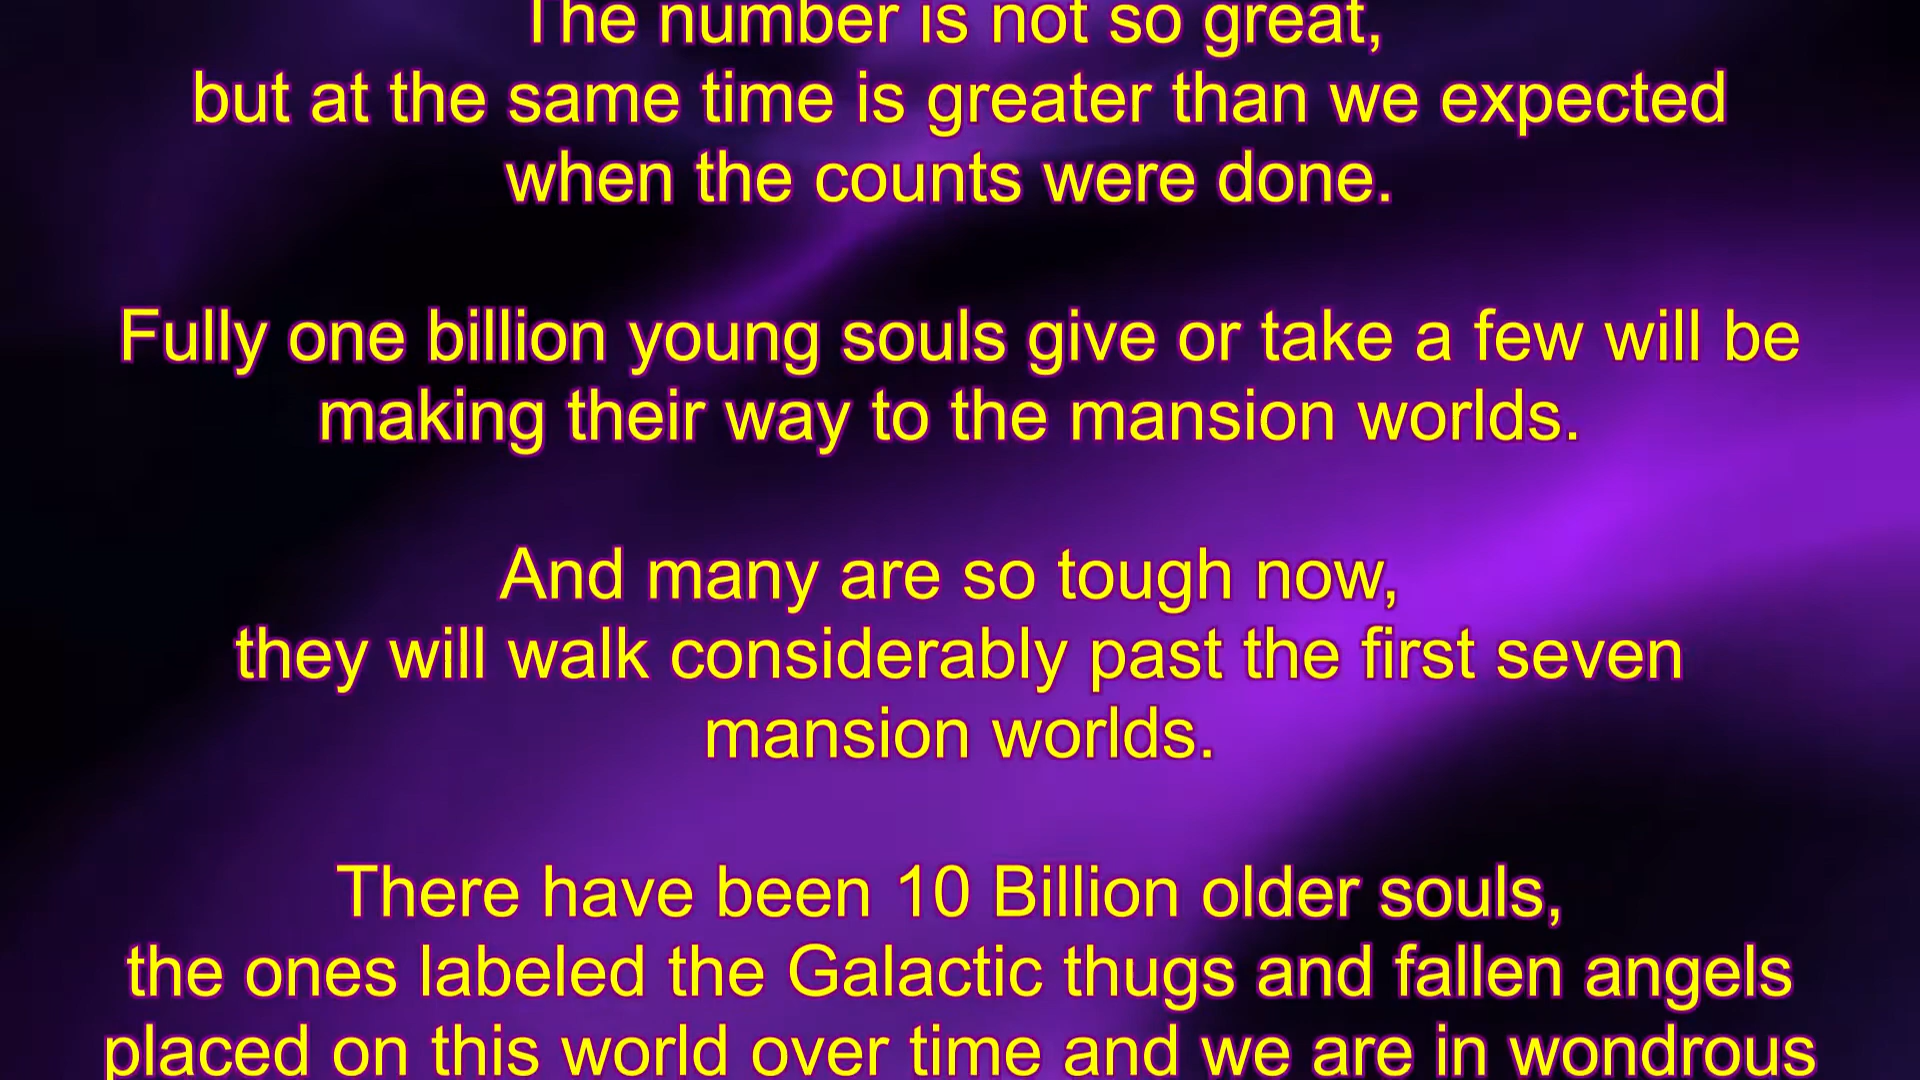 The number is not so great,
but at the same time is greater than we expected
when the counts were done.
Fully one billion young souls give or take a few will be
making their way to the mansion worlds.
And many are so tough now,
they will walk considerably past the first seven
mansion worlds.
There have been 10 Billion older souls,
the ones labeled the Galactic thugs and fallen angels
placed on this world over time and we are in wondrous